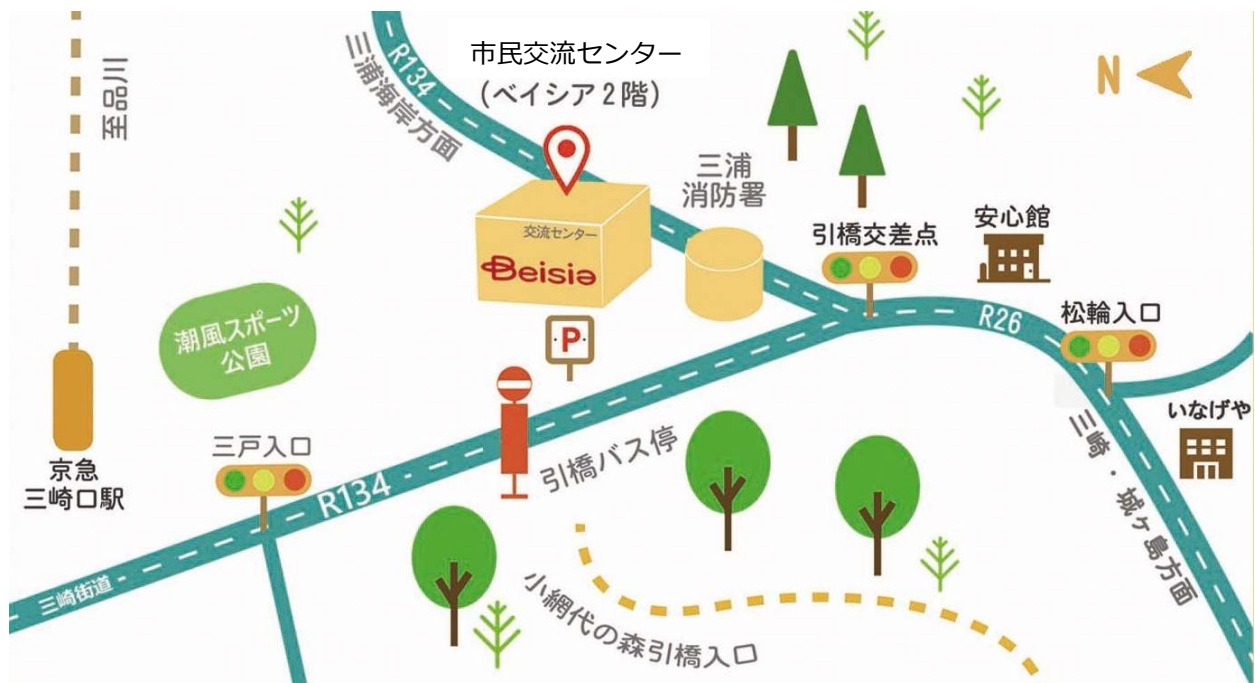 市民交流センター
（ベイシア２階）
N
至品川
R134
三浦海岸方面
三浦
消防署
交流センター
Beisia
引橋交差点
安心館
R26
松輪入口
潮風スポーツ
公園
P
いなげや
京急
三崎口駅
三戸入口
R134
引橋バス停
三崎・城ヶ島方面
三崎街道
小網代の森引橋入口